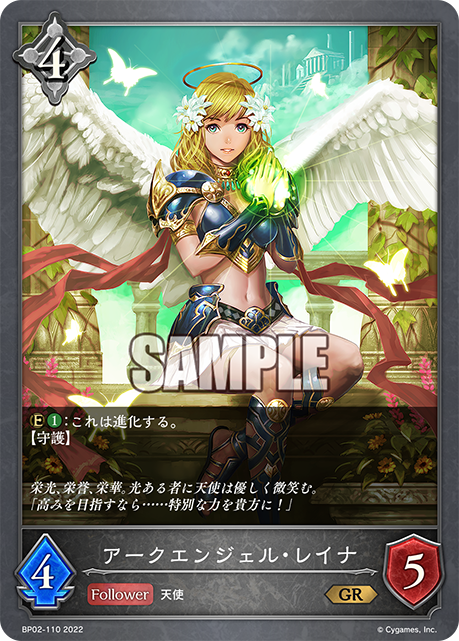 4
SAMPLE
E 1：これは進化する。
【守護】
栄光、栄誉、栄華。光ある者に天使は優しく微笑む。
「高みを目指すなら……特別な力を貴方に！」
アークエンジェル・レイナ
4
Follower 天使
GR
5
BP02-110 2022
© Cygames, Inc.